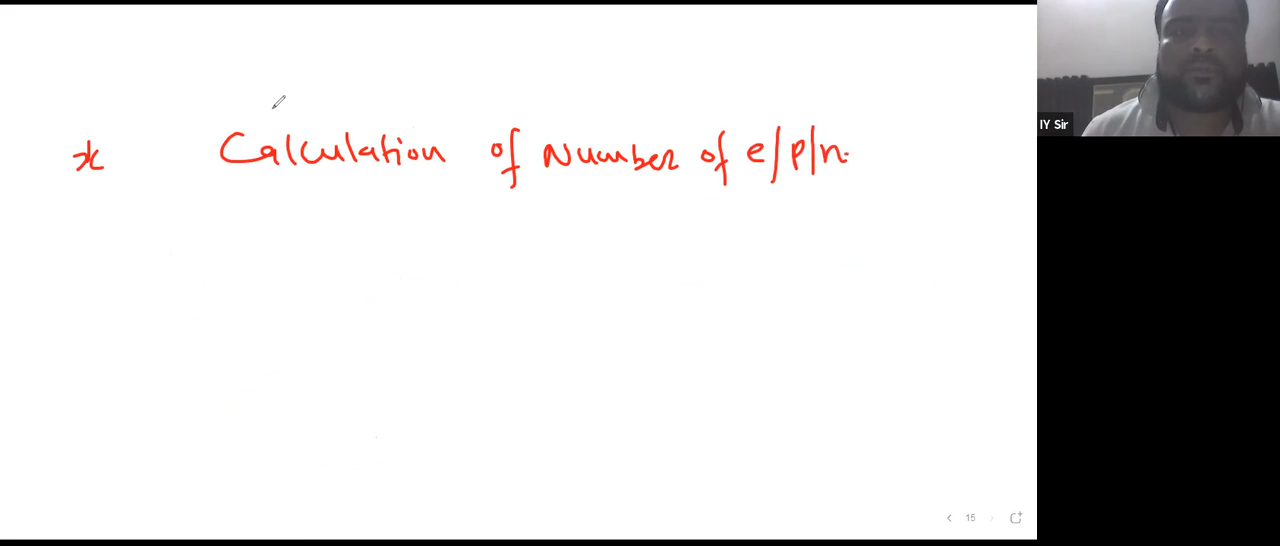 * Calculation of Number of e/p/n.
IY Sir
15